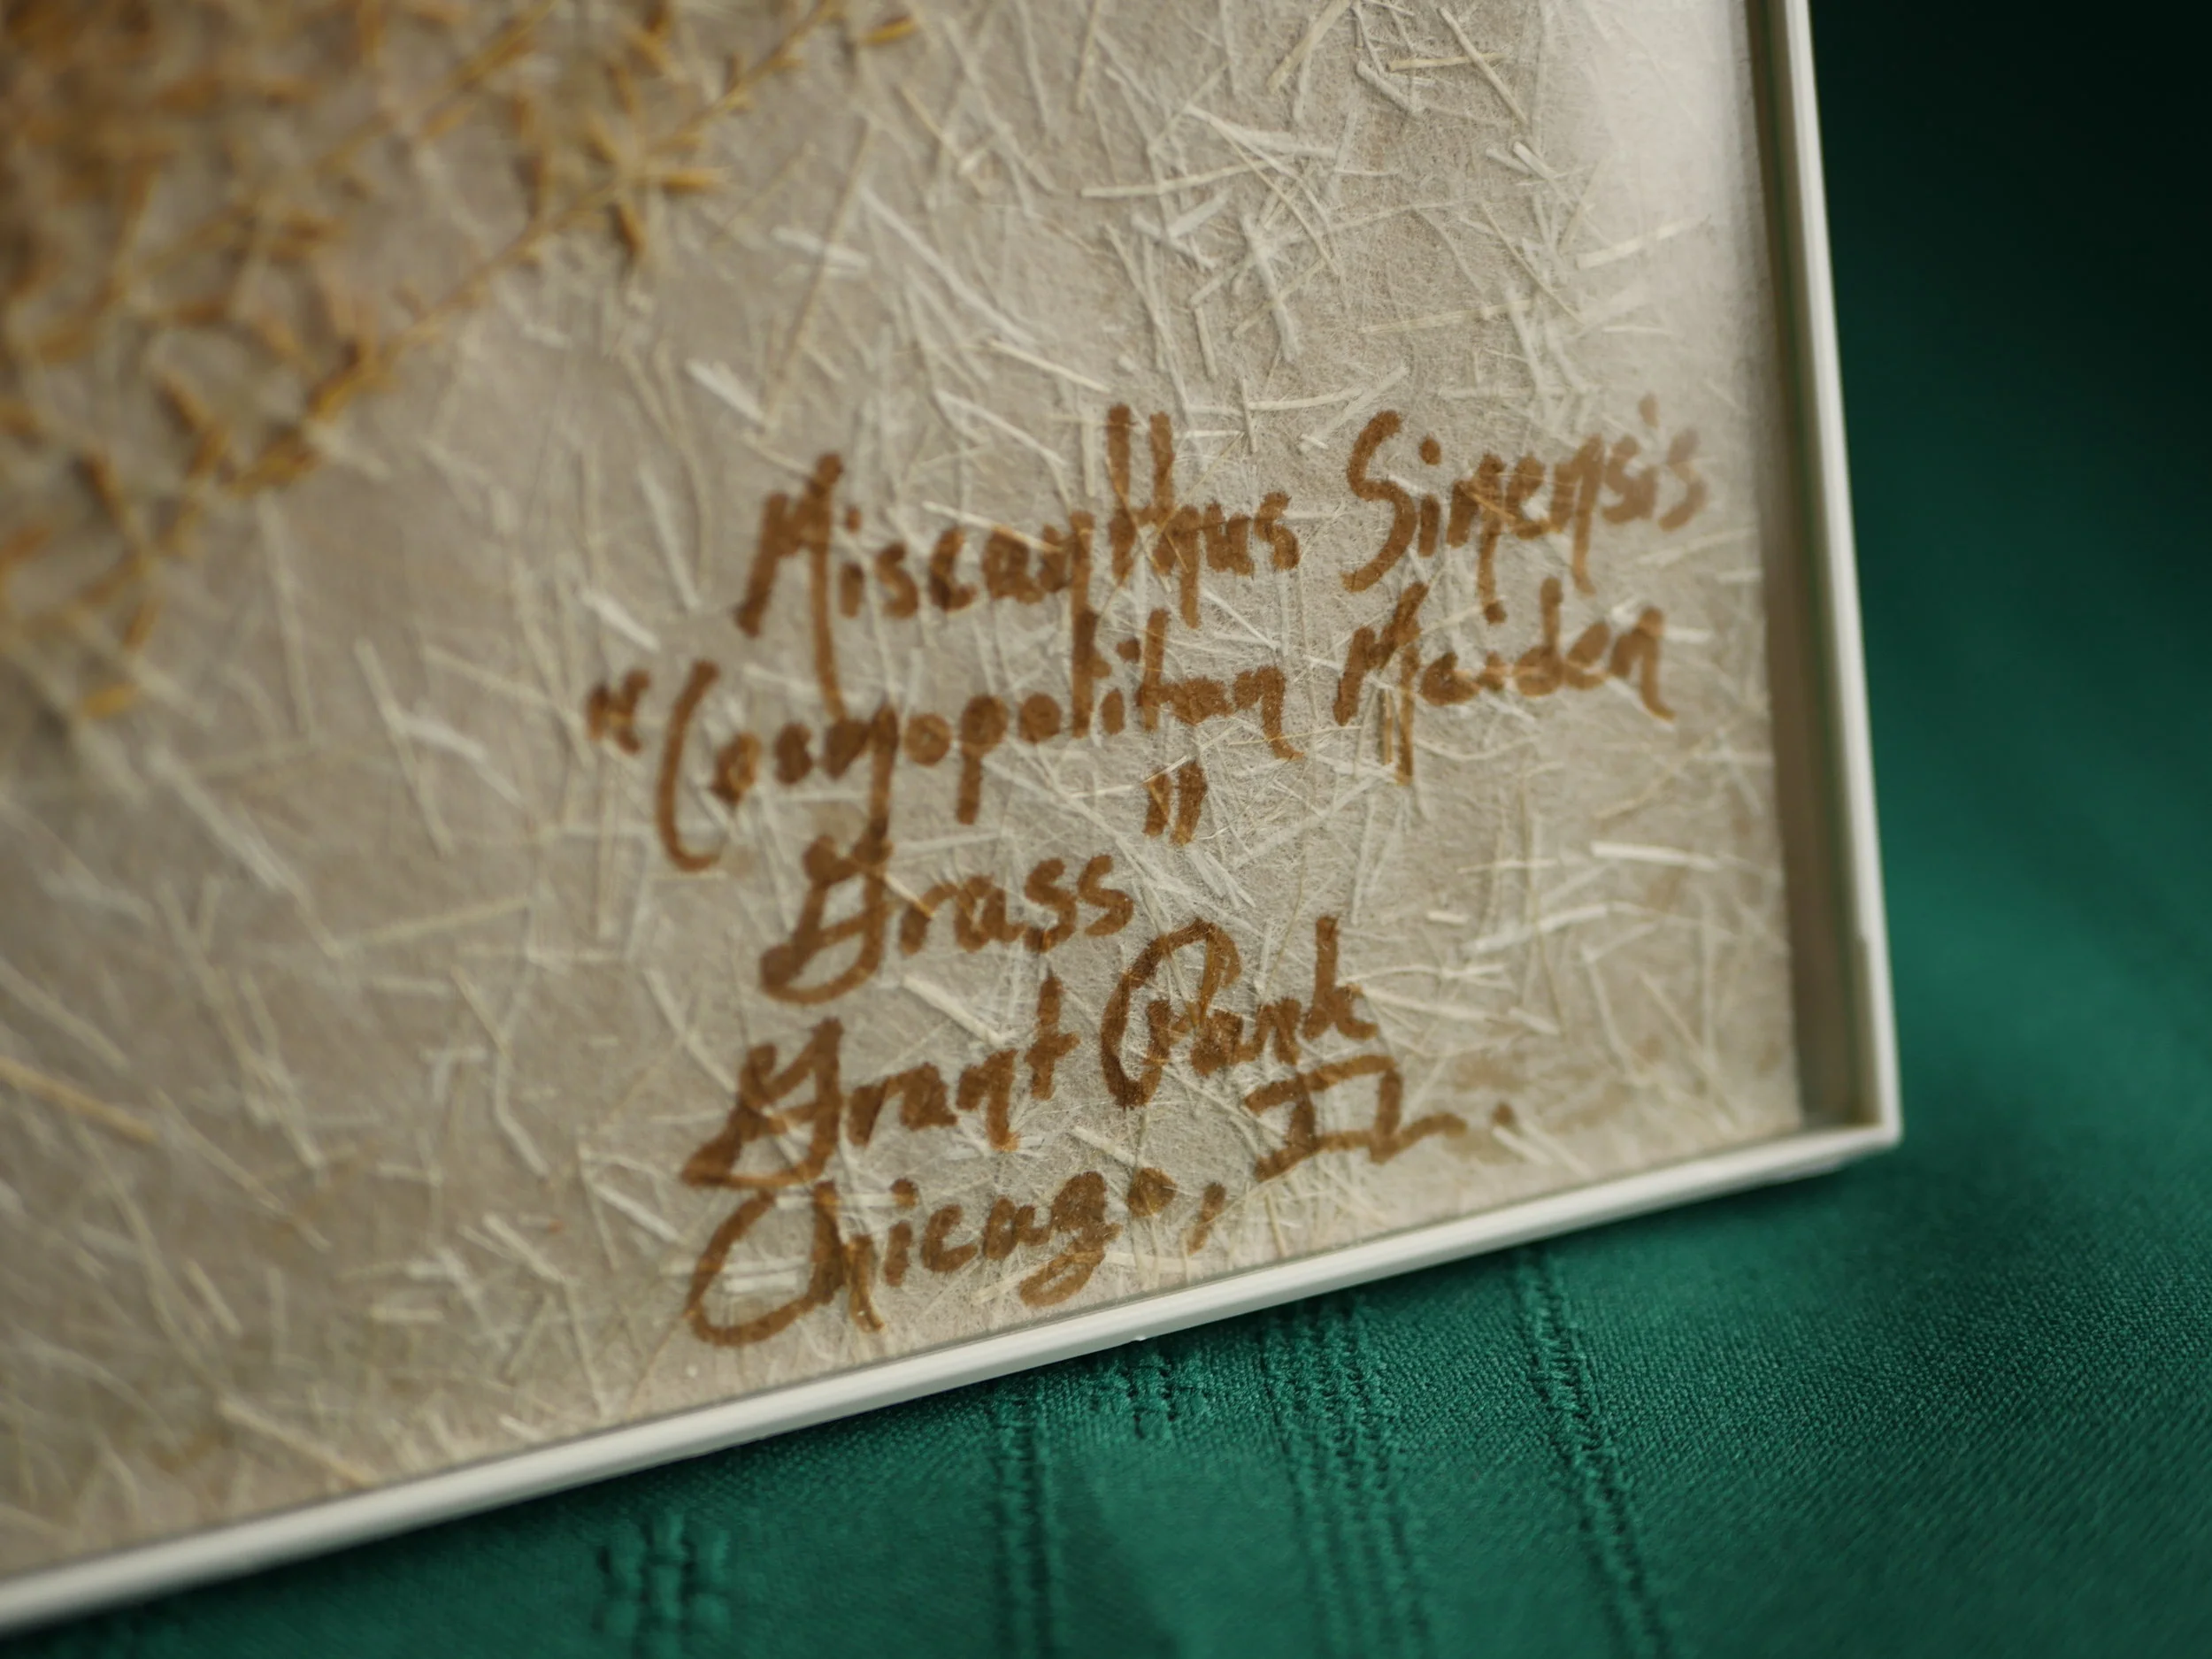 Miscanthus Sinensis
"Cosmopolitan Maiden
"
Grass
Grant Park
Chicago, IL.